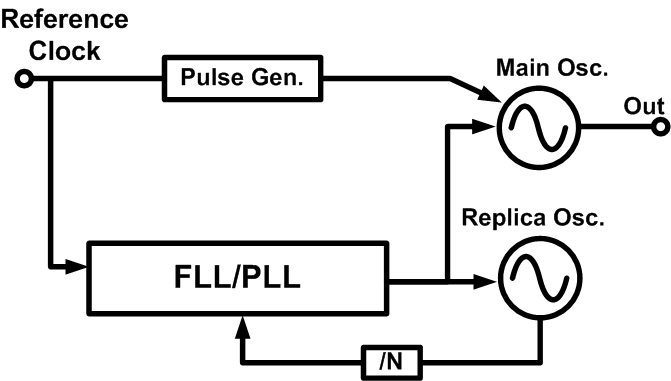 Reference
Clock
Pulse Gen.
Main Osc.
Out
Replica Osc.
FLL/PLL
/N